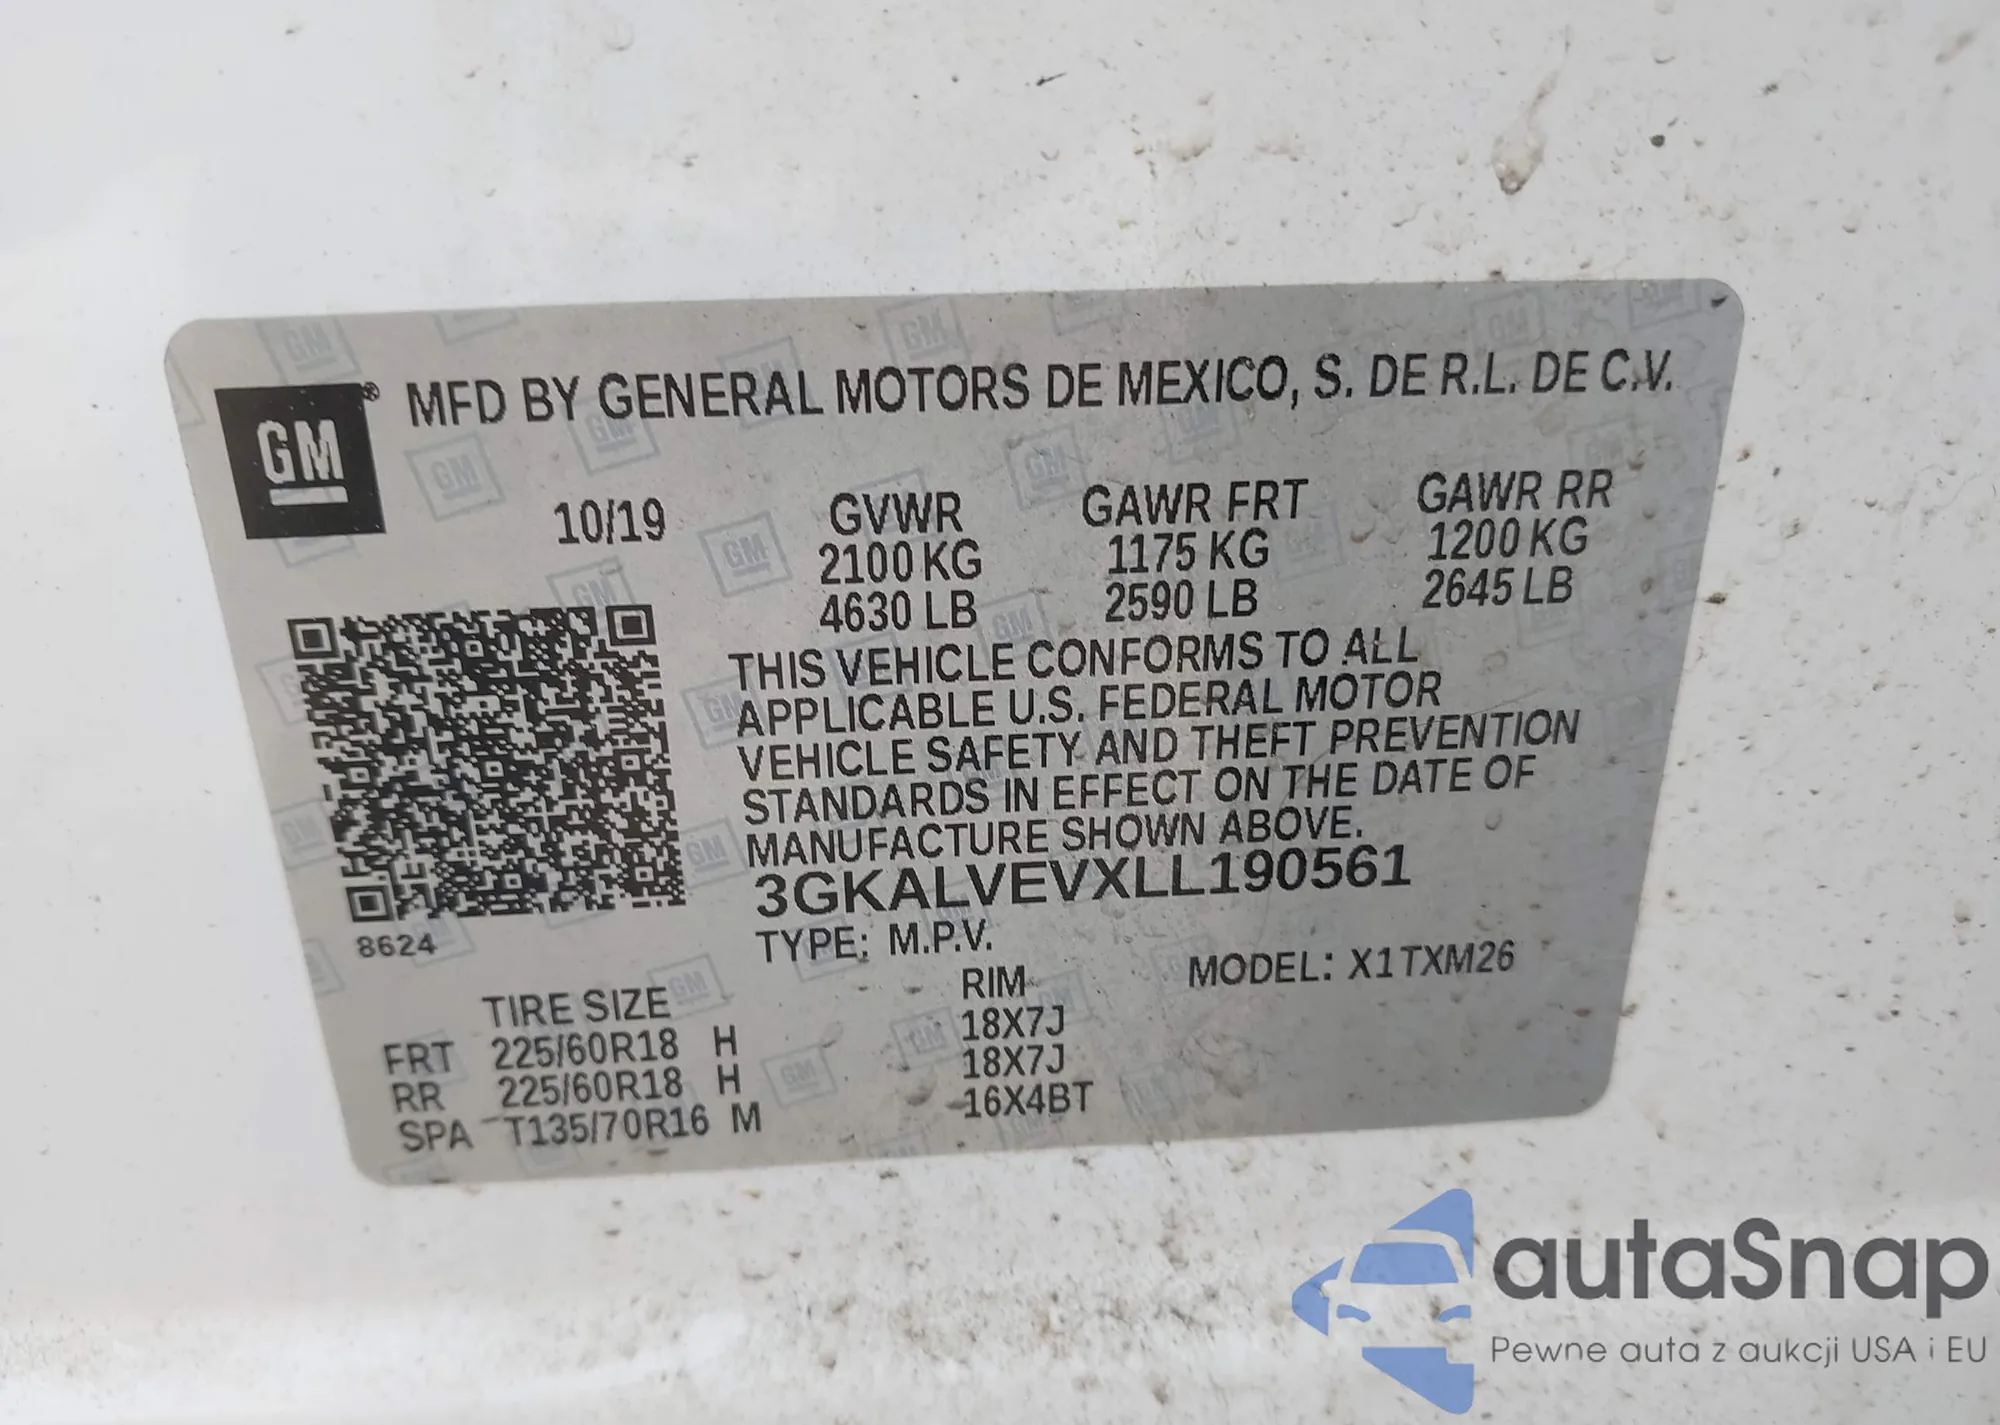 GM ® MFD BY GENERAL MOTORS DE MEXICO, S. DE R.L. DE C.V.
10/19 GVWR GAWR FRT GAWR RR
2100 KG 1175 KG 1200 KG
4630 LB 2590 LB 2645 LB
THIS VEHICLE CONFORMS TO ALL
APPLICABLE U.S. FEDERAL MOTOR
VEHICLE SAFETY AND THEFT PREVENTION
STANDARDS IN EFFECT ON THE DATE OF
MANUFACTURE SHOWN ABOVE.
3GKALVEVXLL190561
8624
TYPE: M.P.V. MODEL: X1TXM26
TIRE SIZE RIM
FRT 225/60R18 H 18X7J
RR 225/60R18 H 18X7J
SPA T135/70R16 M 16X4BT
autaSnap
Pewne auta z aukcji USA i EU